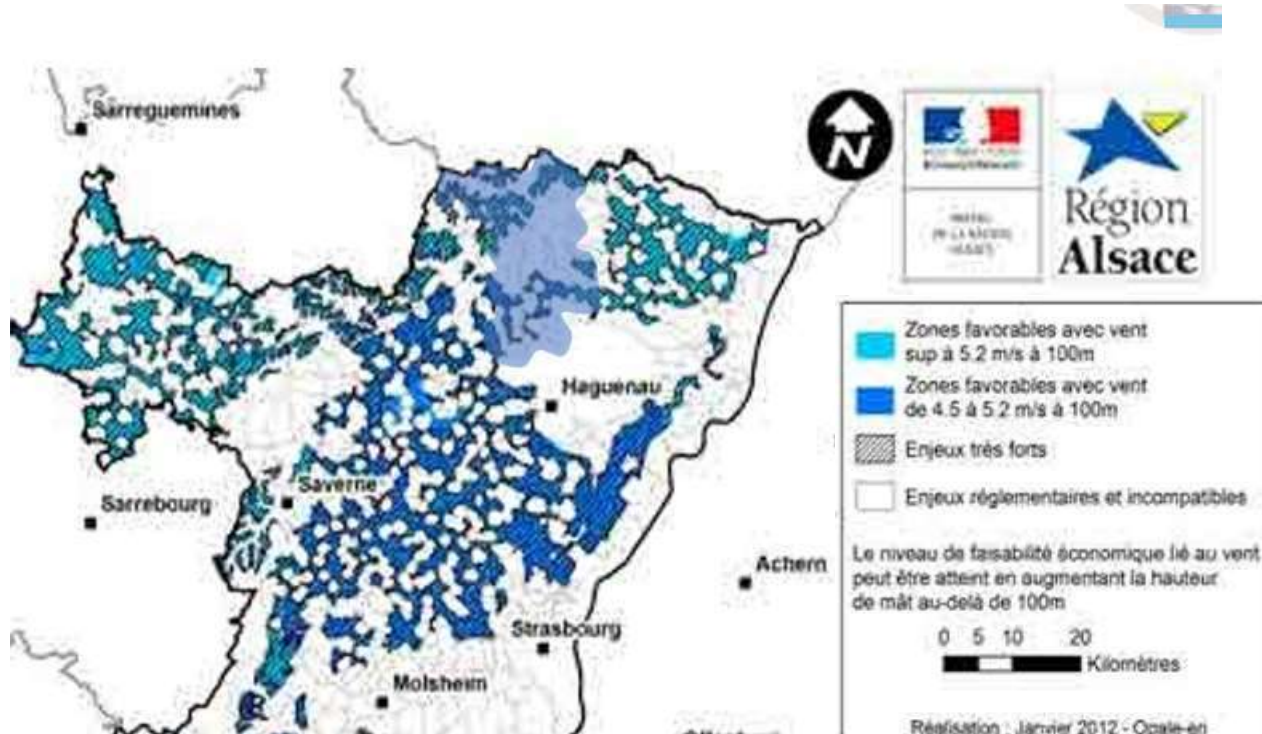 Sarreguemines
N
Région
Alsace
Zones favorables avec vent
sup à 5.2 m/s à 100m
Zones favorables avec vent
de 4.5 à 5.2 m/s à 100m
Haguenau
Enjeux très forts
Saverne
Sarrebourg
Enjeux réglementaires et incompatibles
Le niveau de faisabilité économique lié au vent
peut être atteint en augmentant la hauteur
de mât au-delà de 100m
Achern
0 5 10 20
Kilomètres
Strasbourg
Molsheim
Réalisation : Janvier 2012 - Opale-en